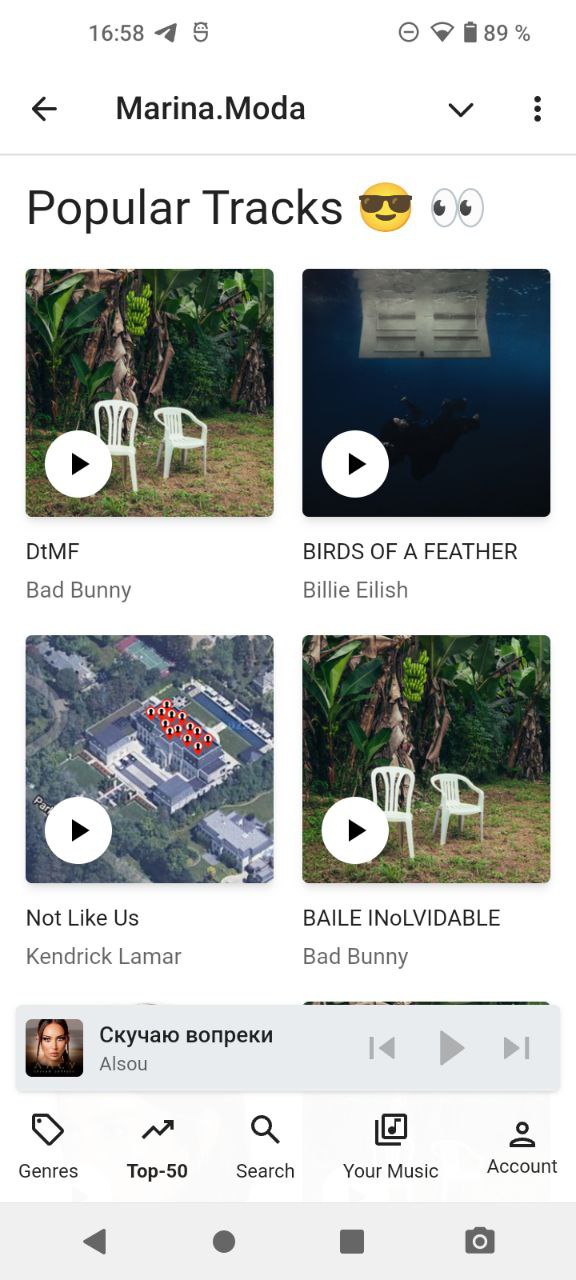 16:58 89 %
Marina.Moda
Popular Tracks 😎 👀
DtMF
Bad Bunny
BIRDS OF A FEATHER
Billie Eilish
Not Like Us
Kendrick Lamar
BAILE INoLVIDABLE
Bad Bunny
Скучаю вопреки
Alsou
Genres
Top-50
Search
Your Music
Account